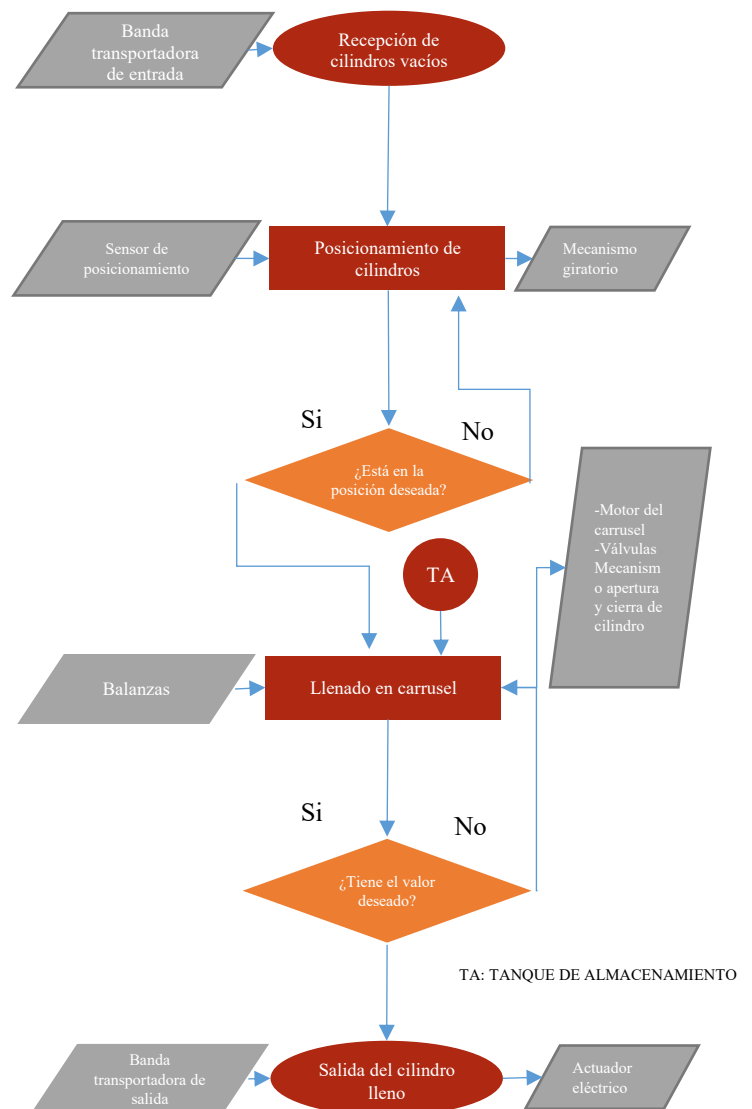 Banda
transportadora
de entrada
Recepción de
cilindros vacíos
Sensor de
posicionamiento
Posicionamiento de
cilindros
Mecanismo
giratorio
Si
No
¿Está en la
posición deseada?
-Motor del
carrusel
-Válvulas
Mecanism
o apertura
y cierra de
cilindro
TA
Balanzas
Llenado en carrusel
Si
No
¿Tiene el valor
deseado?
TA: TANQUE DE ALMACENAMIENTO
Banda
transportadora de
salida
Salida del cilindro
lleno
Actuador
eléctrico